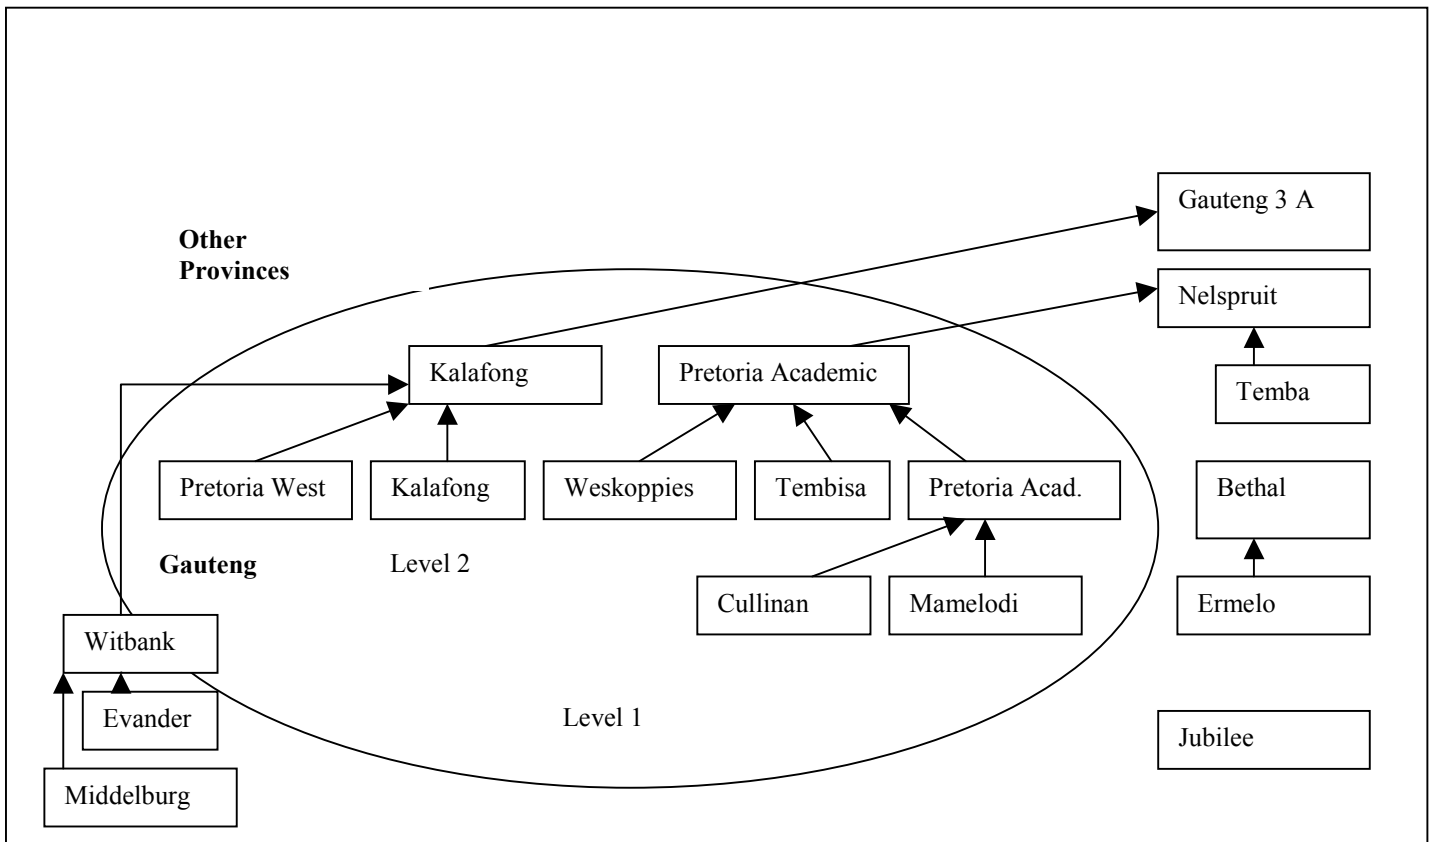 Gauteng 3 A
Other
Provinces
Nelspruit
Kalafong
Pretoria Academic
Temba
Pretoria West
Kalafong
Weskoppies
Tembisa
Pretoria Acad.
Bethal
Gauteng
Level 2
Cullinan
Mamelodi
Ermelo
Witbank
Evander
Level 1
Jubilee
Middelburg